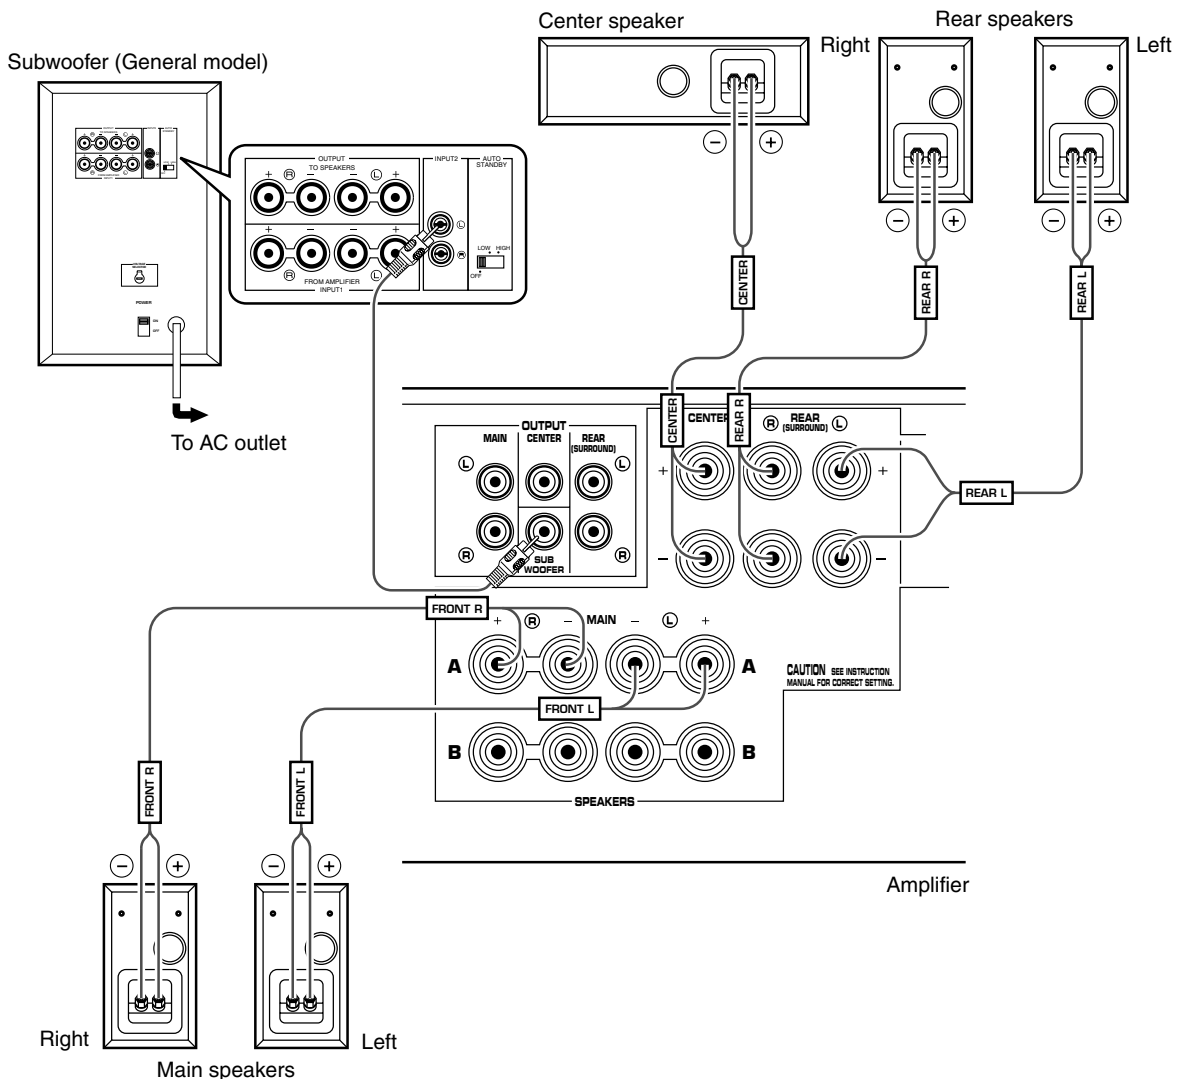 Center speaker
Rear speakers
Right
Left
Subwoofer (General model)
OUTPUT
TO SPEAKERS
INPUT2
AUTO
STANDBY
+ R − − L +
L
R
+ − − +
R L
LOW HIGH
OFF
FROM AMPLIFIER
INPUT1
POWER
ON
OFF
To AC outlet
− +
− +
− +
CENTER
REAR R
REAR L
CENTER
REAR R
CENTER
R REAR L
(SURROUND)
+ +
− −
REAR L
OUTPUT
MAIN
CENTER
REAR
(SURROUND)
L L
R R
SUB
WOOFER
FRONT R
+ R − MAIN − L +
A A
FRONT L
B B
SPEAKERS
CAUTION SEE INSTRUCTION
MANUAL FOR CORRECT SETTING.
FRONT R
FRONT L
− +
− +
Amplifier
Right
Left
Main speakers